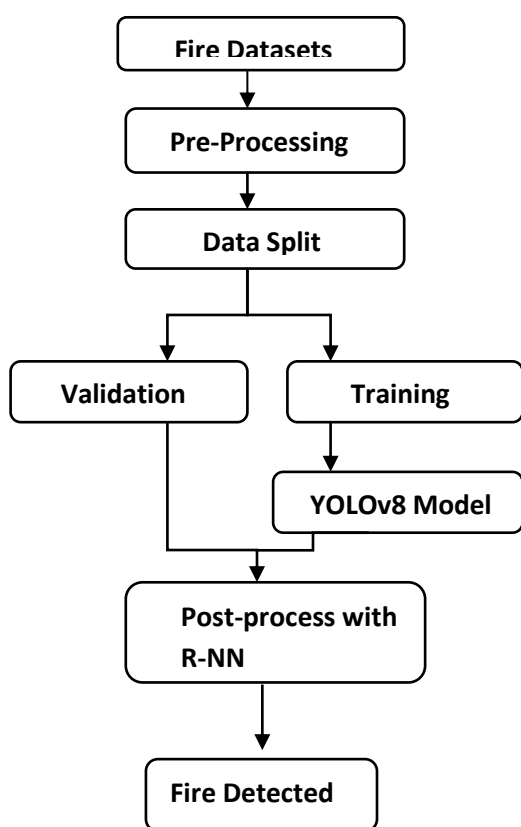 Fire Datasets
Pre-Processing
Data Split
Validation
Training
YOLOv8 Model
Post-process with
R-NN
Fire Detected